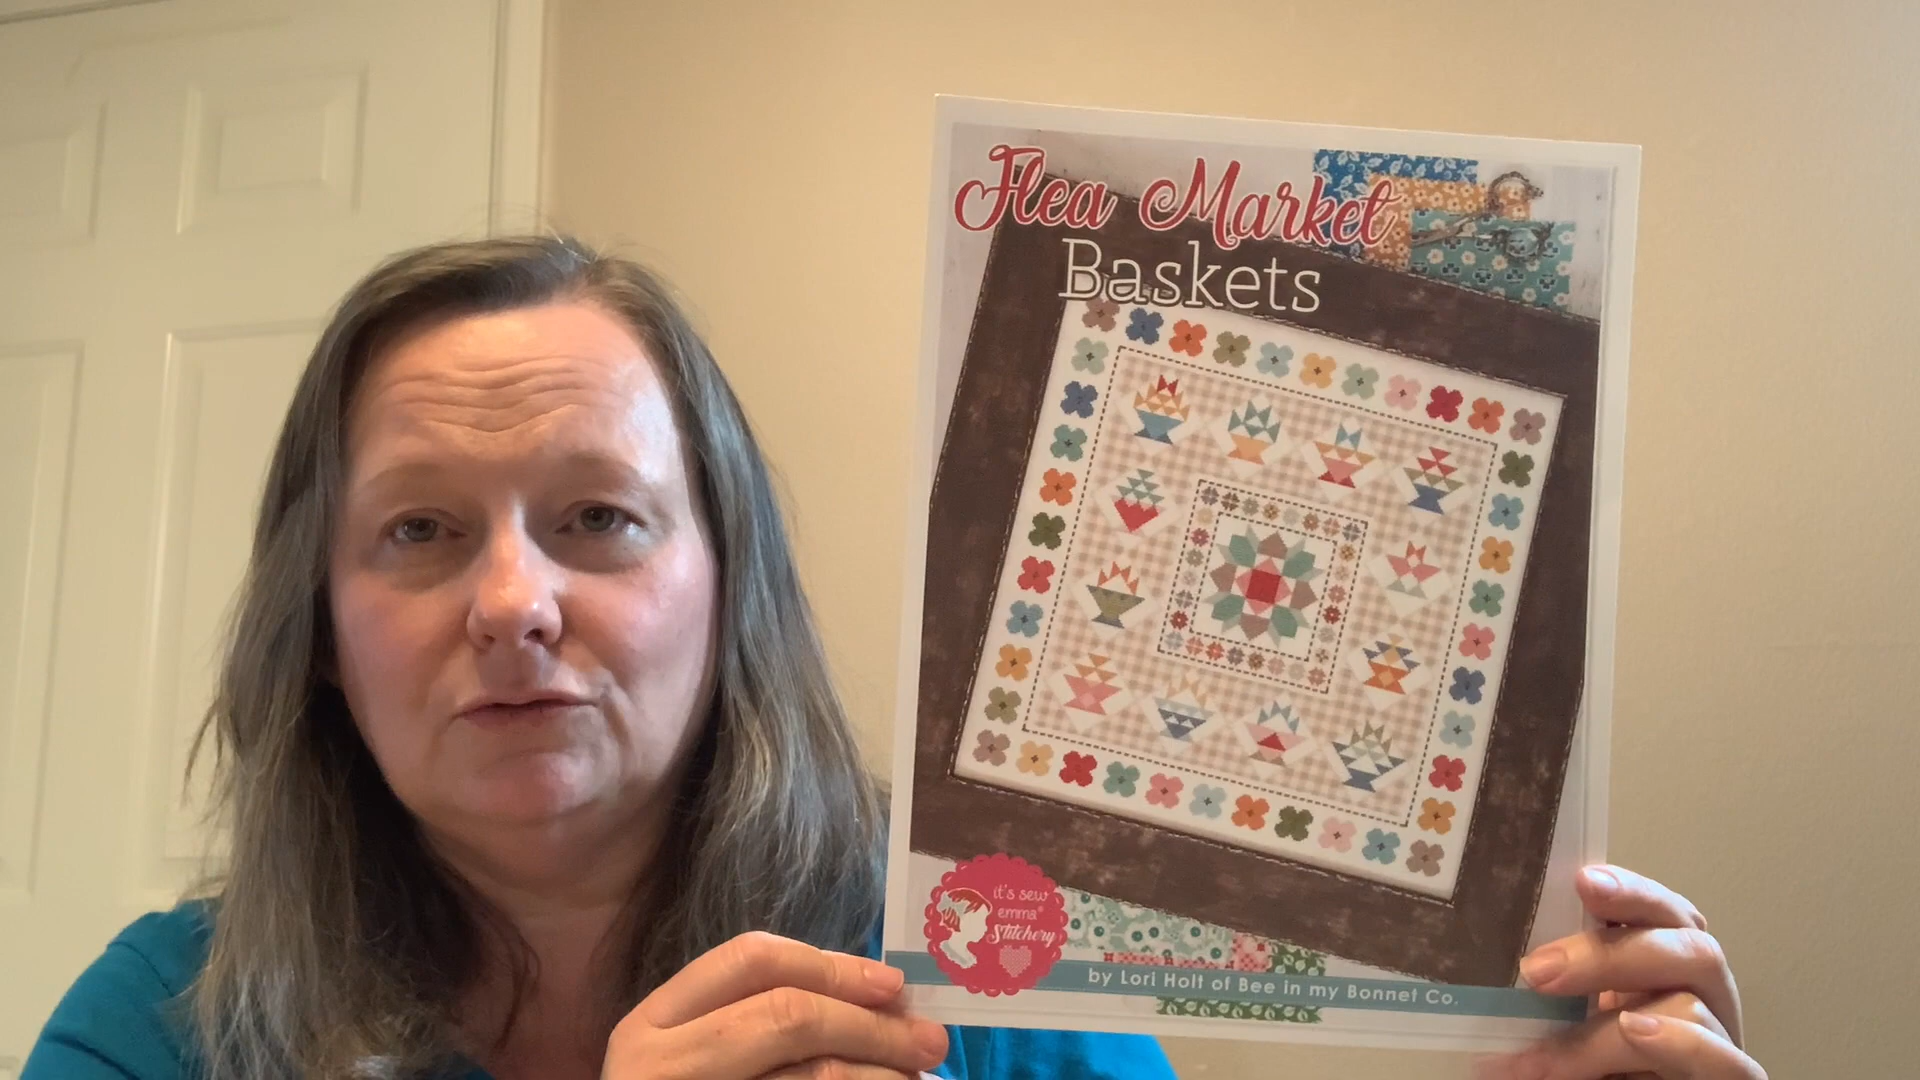 Flea Market
Baskets
it's sew
emma®
Stitchery
by Lori Holt of Bee in my Bonnet Co.